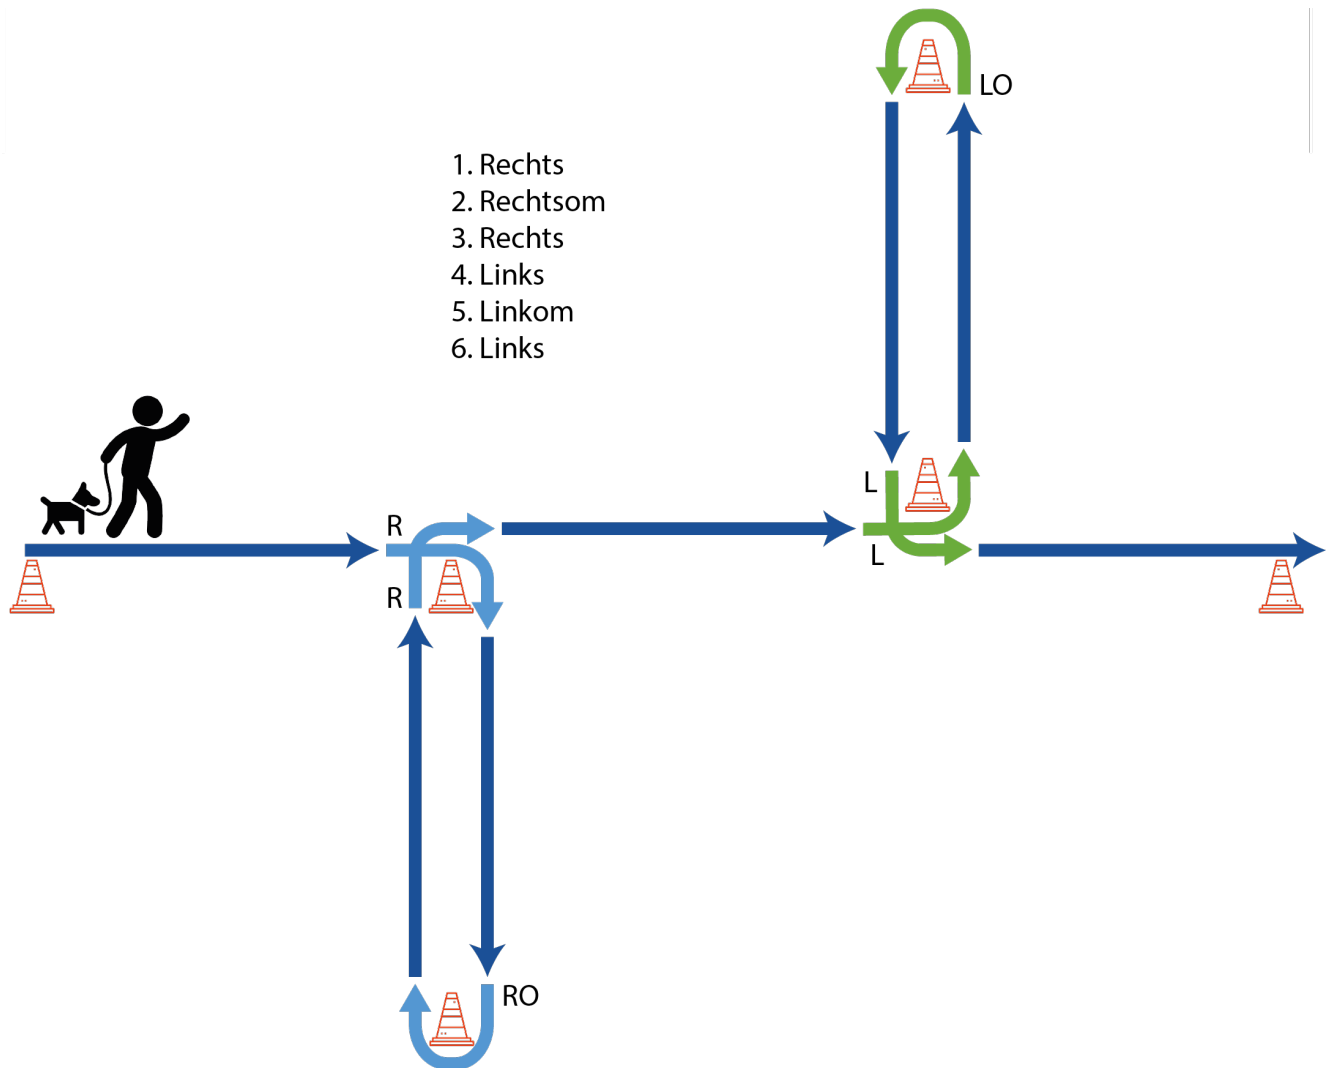 LO
1. Rechts
2. Rechtsom
3. Rechts
4. Links
5. Linkom
6. Links
L
R
L
R
RO